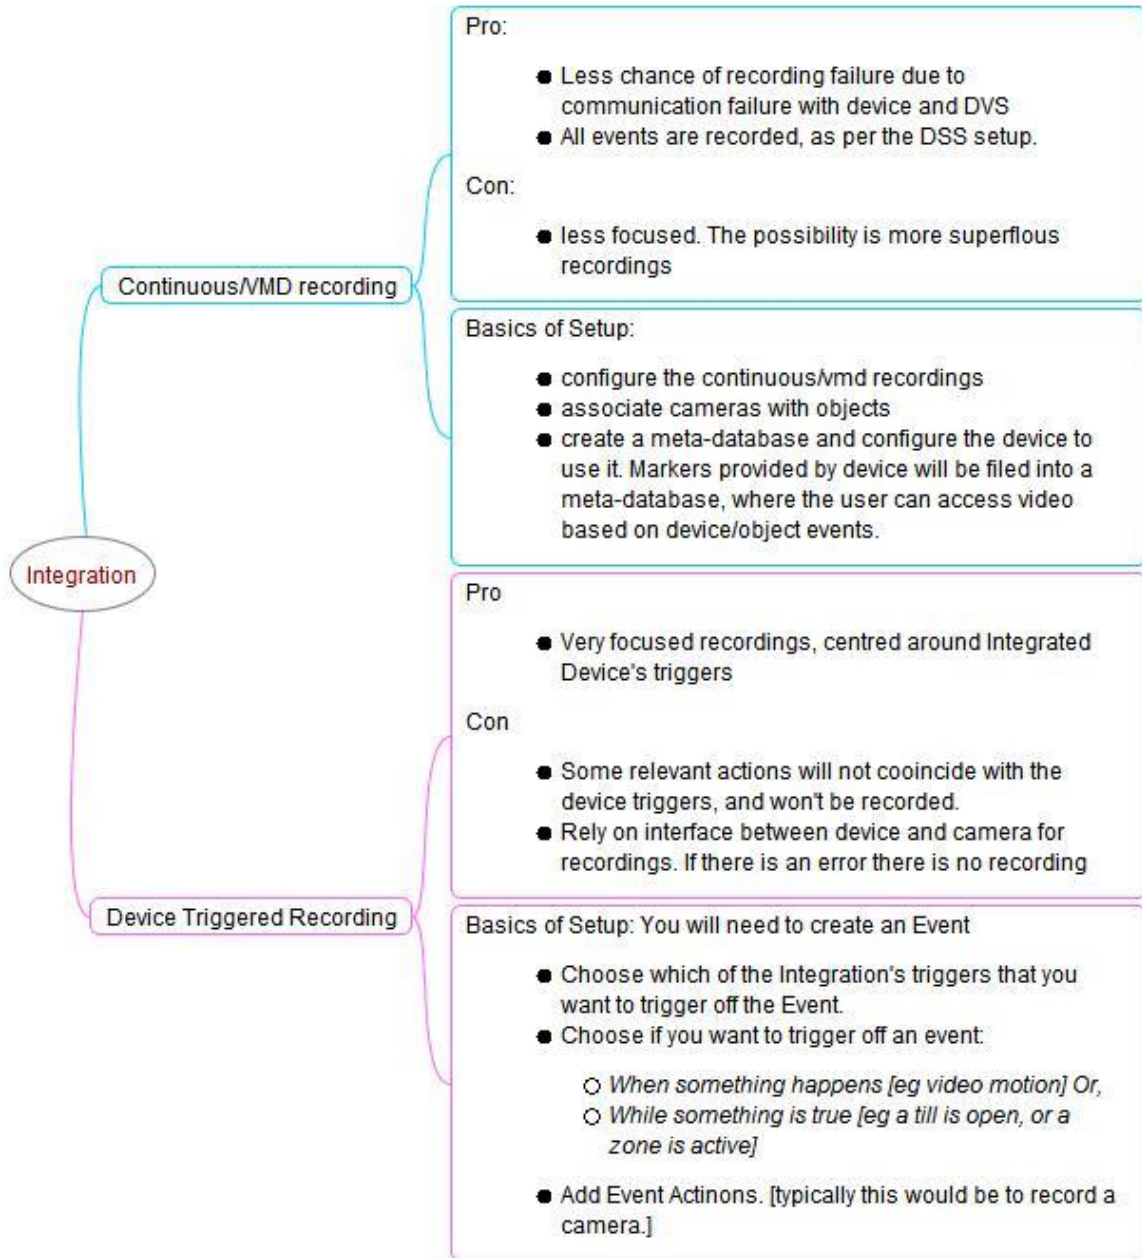 Pro:
● Less chance of recording failure due to
communication failure with device and DVS
● All events are recorded, as per the DSS setup.
Con:
● less focused. The possibility is more superflous
recordings
Continuous/VMD recording
Basics of Setup:
● configure the continuous/vmd recordings
● associate cameras with objects
● create a meta-database and configure the device to
use it. Markers provided by device will be filed into a
meta-database, where the user can access video
based on device/object events.
Integration
Pro
● Very focused recordings, centred around Integrated
Device's triggers
Con
● Some relevant actions will not cooincide with the
device triggers, and won't be recorded.
● Rely on interface between device and camera for
recordings. If there is an error there is no recording
Device Triggered Recording
Basics of Setup: You will need to create an Event
● Choose which of the Integration's triggers that you
want to trigger off the Event.
● Choose if you want to trigger off an event:
○ When something happens [eg video motion] Or,
○ While something is true [eg a till is open, or a
zone is active]
● Add Event Actinons. [typically this would be to record a
camera.]